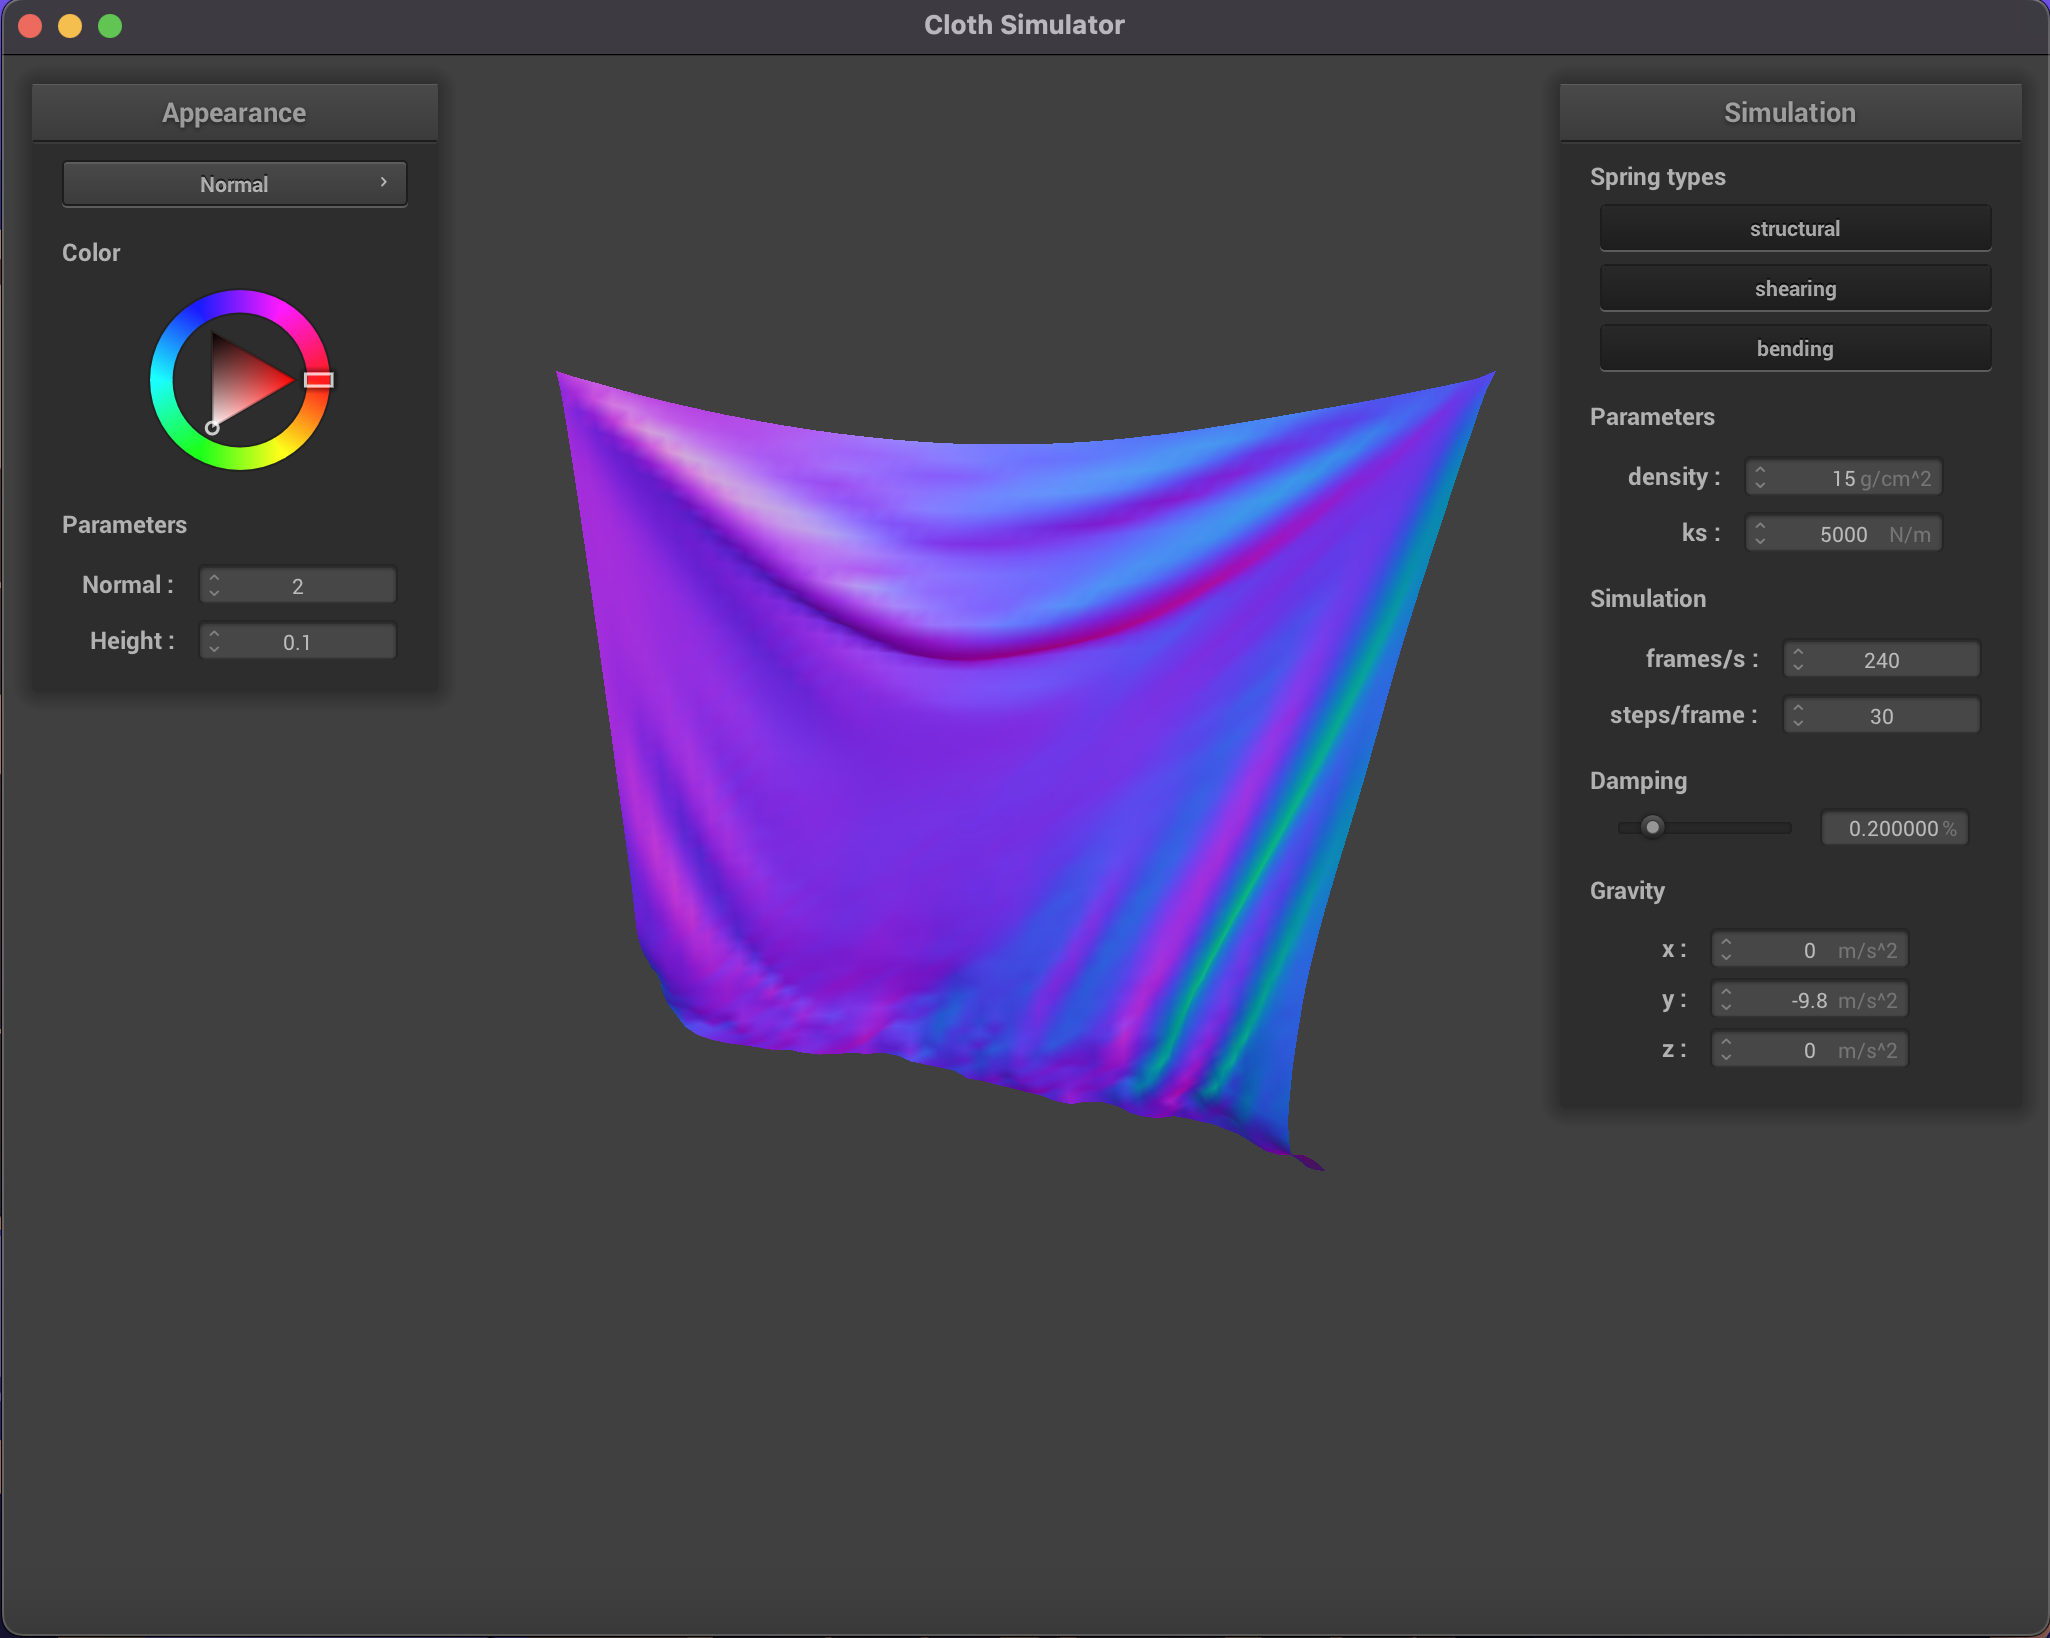 Cloth Simulator
Appearance
Normal
Color
Parameters
Normal : 2
Height : 0.1
Simulation
Spring types
structural
shearing
bending
Parameters
density : 15 g/cm^2
ks : 5000 N/m
Simulation
frames/s : 240
steps/frame : 30
Damping
0.200000 %
Gravity
x : 0 m/s^2
y : -9.8 m/s^2
z : 0 m/s^2